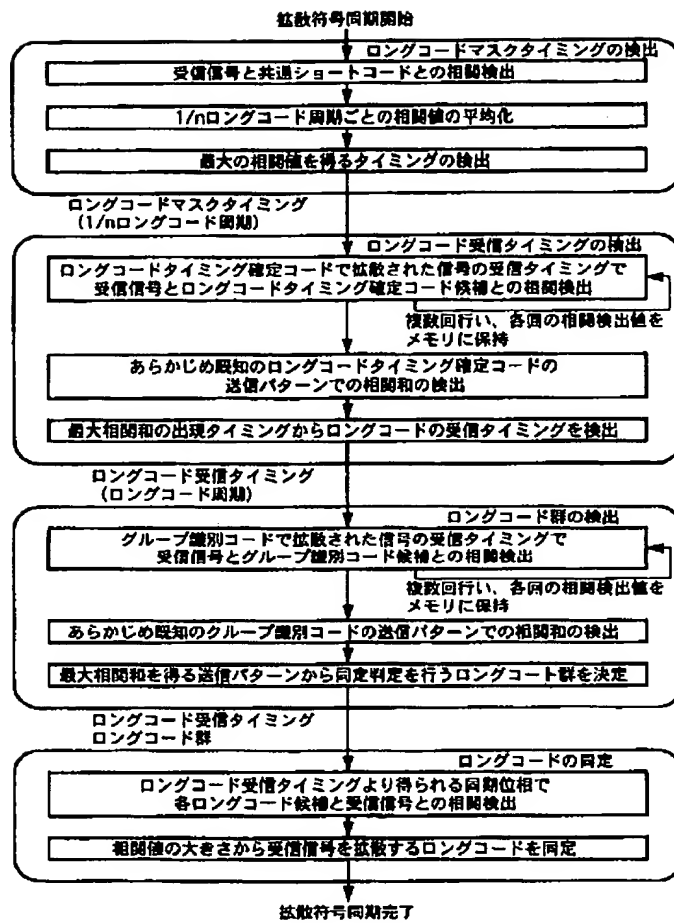 拡散符号同期開始
ロングコードマスクタイミングの検出
受信信号と共通ショートコードとの相関検出
1/nロングコード周期ごとの相関値の平均化
最大の相関値を得るタイミングの検出
ロングコードマスクタイミング
(1/nロングコード周期)
ロングコード受信タイミングの検出
ロングコードタイミング確定コードで拡散された信号の受信タイミングで
受信信号とロングコードタイミング確定コード候補との相関検出
複数回行い、各回の相関検出値を
メモリに保持
あらかじめ既知のロングコードタイミング確定コードの
送信パターンでの相関和の検出
最大相関和の出現タイミングからロングコードの受信タイミングを検出
ロングコード受信タイミング
(ロングコード周期)
ロングコード群の検出
グループ識別コードで拡散された信号の受信タイミングで
受信信号とグループ識別コード候補との相関検出
複数回行い、各回の相関検出値を
メモリに保持
あらかじめ既知のクループ識別コードの送信パターンでの相関和の検出
最大相関和を得る送信パターンから同定判定を行うロングコート群を決定
ロングコード受信タイミング
ロングコード群
ロングコードの同定
ロングコード受信タイミングより得られる同期位相で
各ロングコード候補と受信信号との相関検出
相関値の大きさから受信信号を拡散するロングコードを同定
拡散符号同期完了